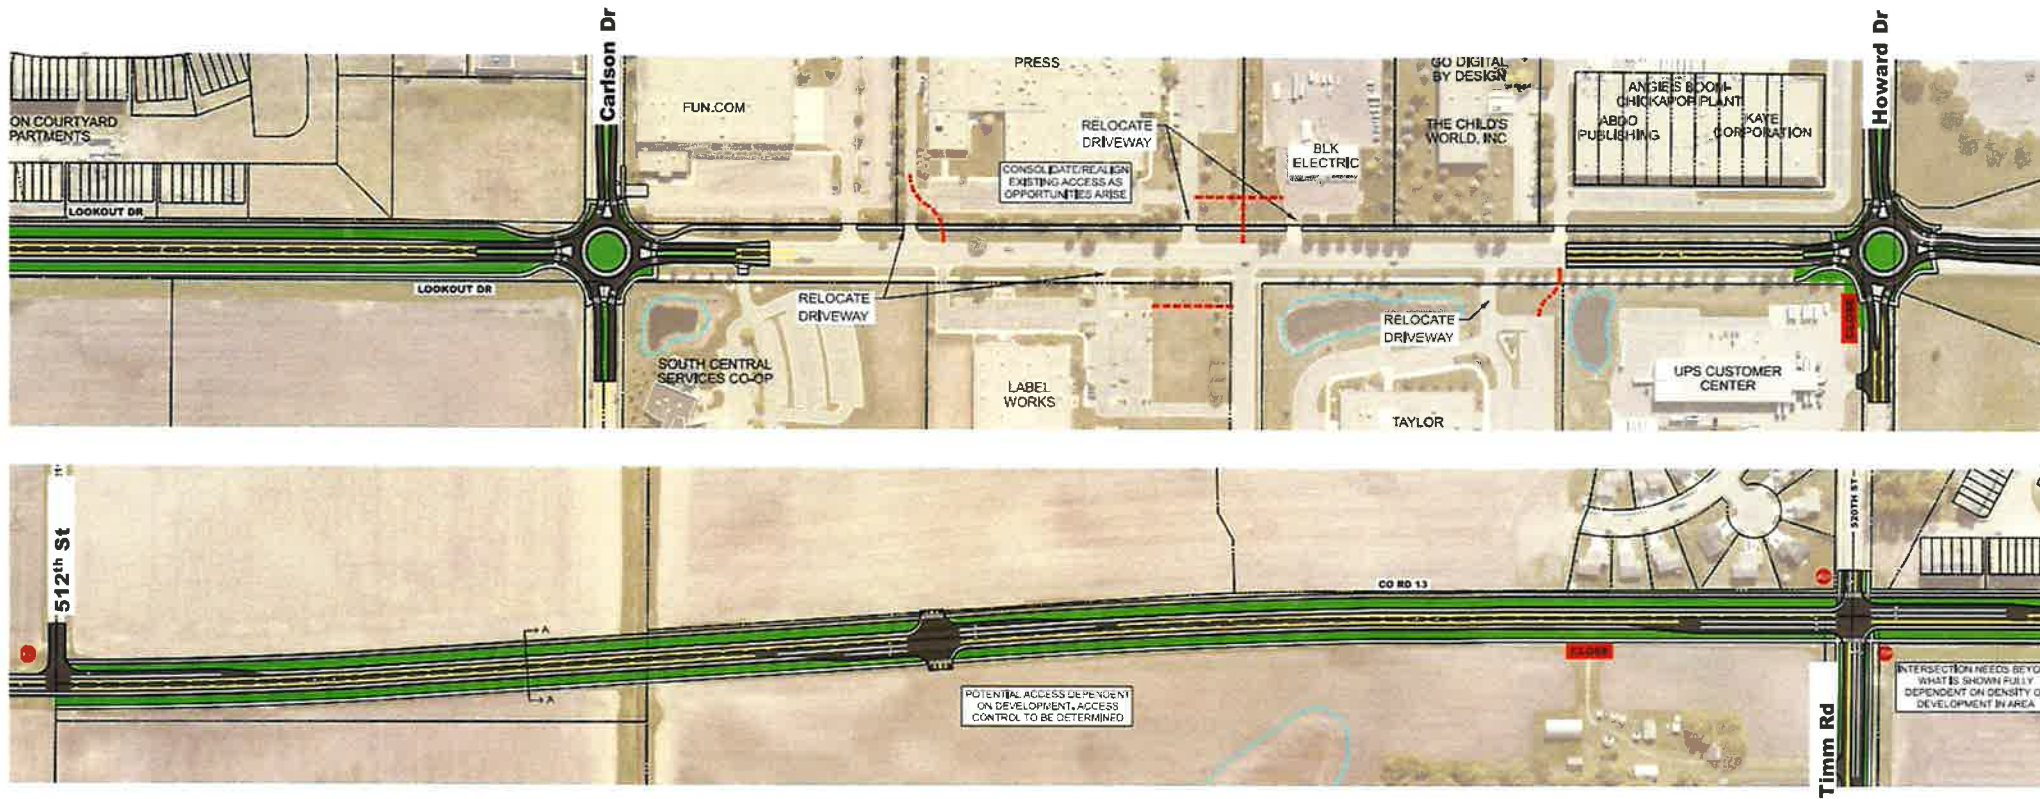 Carlson Dr
Howard Dr
ON COURTYARD
PARTMENTS
FUN.COM
PRESS
GO DIGITAL
BY DESIGN
ANGIE'S BOOM-
CHICKAPOP PLANT
ABDO
PUBLISHING
KAYE
CORPORATION
RELOCATE
DRIVEWAY
THE CHILD'S
WORLD, INC
BLK
ELECTRIC
CONSOLIDATE/REALIGN
EXISTING ACCESS AS
OPPORTUNITIES ARISE
LOOKOUT DR
LOOKOUT DR
RELOCATE
DRIVEWAY
RELOCATE
DRIVEWAY
CLOSE
SOUTH CENTRAL
SERVICES CO-OP
LABEL
WORKS
TAYLOR
UPS CUSTOMER
CENTER
512th St
520TH ST
CO RD 13
A
A
CLOSE
POTENTIAL ACCESS DEPENDENT
ON DEVELOPMENT. ACCESS
CONTROL TO BE DETERMINED
INTERSECTION NEEDS BEYO
WHAT IS SHOWN FULLY
DEPENDENT ON DENSITY O
DEVELOPMENT IN AREA
Timm Rd